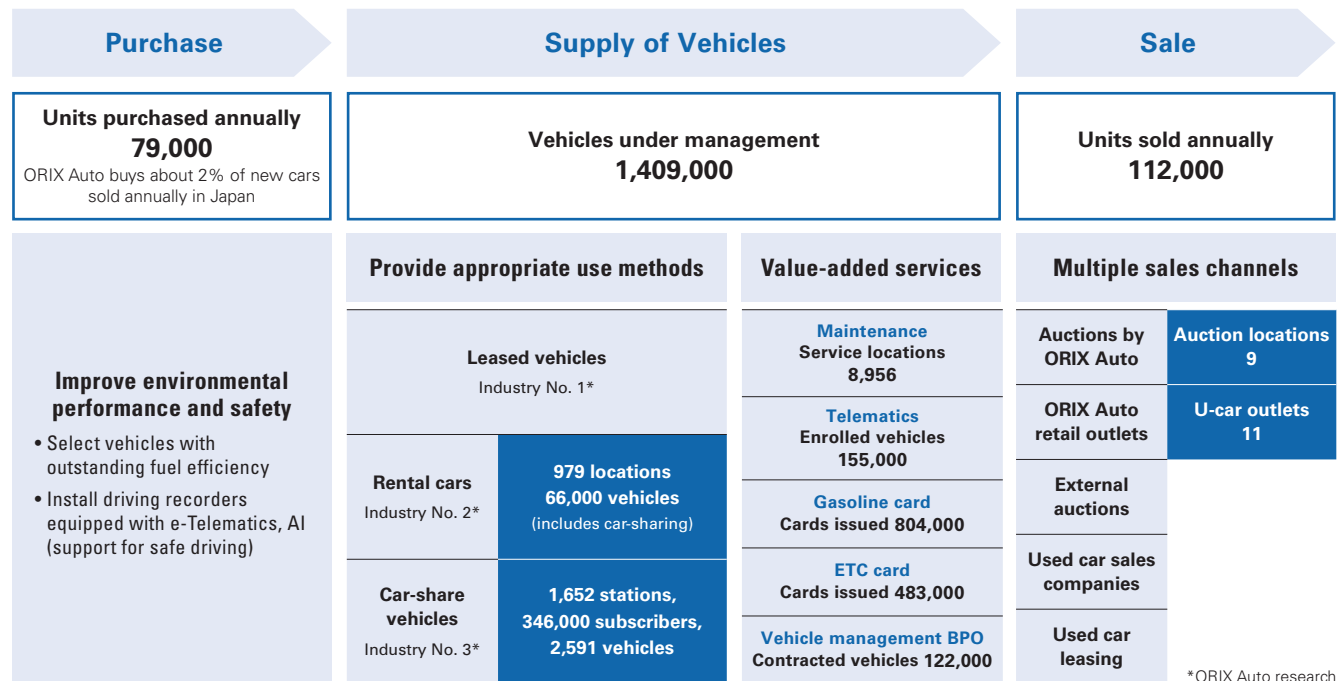 Purchase
Supply of Vehicles
Sale
Units purchased annually
79,000
ORIX Auto buys about 2% of new cars
sold annually in Japan
Vehicles under management
1,409,000
Units sold annually
112,000
Improve environmental
performance and safety
• Select vehicles with
outstanding fuel efficiency
• Install driving recorders
equipped with e-Telematics, AI
(support for safe driving)
Provide appropriate use methods
Leased vehicles
Industry No. 1*
Rental cars
Industry No. 2*
979 locations
66,000 vehicles
(includes car-sharing)
Car-share
vehicles
Industry No. 3*
1,652 stations,
346,000 subscribers,
2,591 vehicles
Value-added services
Maintenance
Service locations
8,956
Telematics
Enrolled vehicles
155,000
Gasoline card
Cards issued 804,000
ETC card
Cards issued 483,000
Vehicle management BPO
Contracted vehicles 122,000
Multiple sales channels
Auctions by
ORIX Auto
Auction locations
9
ORIX Auto
retail outlets
U-car outlets
11
External
auctions
Used car sales
companies
Used car
leasing
*ORIX Auto research